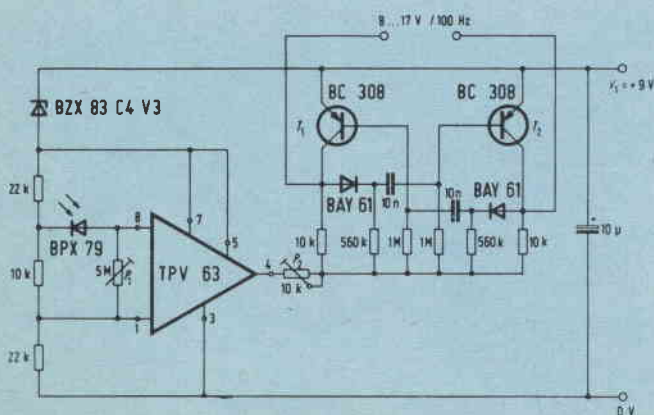 8...17 V / 100 Hz
V₁ = +9 V
BC 308
BC 308
BZX 83 C4 V3
T₁
T₂
22 k
BAY 61
10 n
10 n
BAY 61
7
8
5
BPX 79
10 k
5 M
P₁
TPV 63
4
P₂
10 k
10 k
560 k
1M
1M
560 k
10 k
+
10 µ
1
3
22 k
0 V